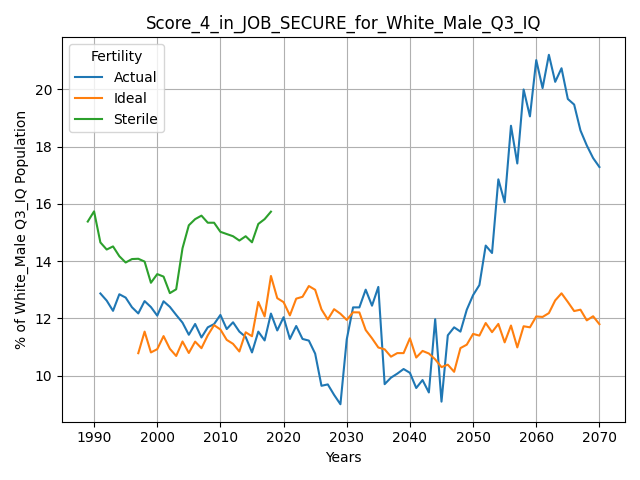 Score_4_in_JOB_SECURE_for_White_Male_Q3_IQ
Fertility
Actual
Ideal
Sterile
% of White_Male Q3_IQ Population
20
18
16
14
12
10
1990 2000 2010 2020 2030 2040 2050 2060 2070
Years